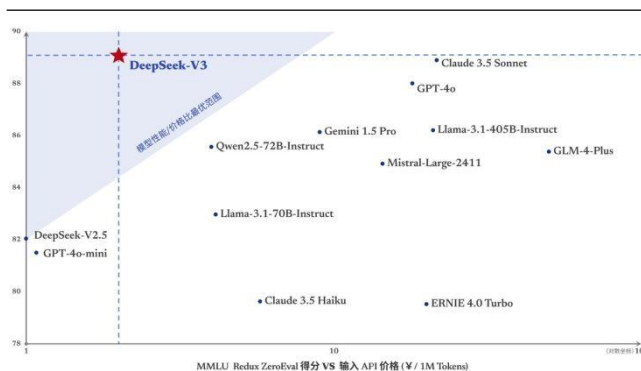 90
88
86
84
82
80
78
DeepSeek-V3
Claude 3.5 Sonnet
GPT-4o
模型性能/价格比最优范围
Gemini 1.5 Pro
Llama-3.1-405B-Instruct
Qwen2.5-72B-Instruct
GLM-4-Plus
Mistral-Large-2411
Llama-3.1-70B-Instruct
DeepSeek-V2.5
GPT-4o-mini
Claude 3.5 Haiku
ERNIE 4.0 Turbo
1
10
(对数坐标)
MMLU Redux ZeroEval 得分 VS 输入 API 价格 (¥/ 1M Tokens)